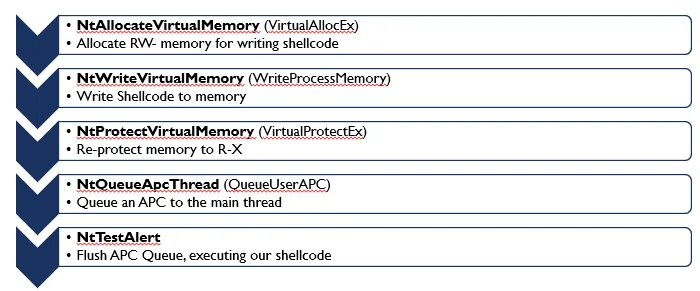 • NtAllocateVirtualMemory (VirtualAllocEx)
• Allocate RW- memory for writing shellcode
• NtWriteVirtualMemory (WriteProcessMemory)
• Write Shellcode to memory
• NtProtectVirtualMemory (VirtualProtectEx)
• Re-protect memory to R-X
• NtQueueApcThread (QueueUserAPC)
• Queue an APC to the main thread
• NtTestAlert
• Flush APC Queue, executing our shellcode